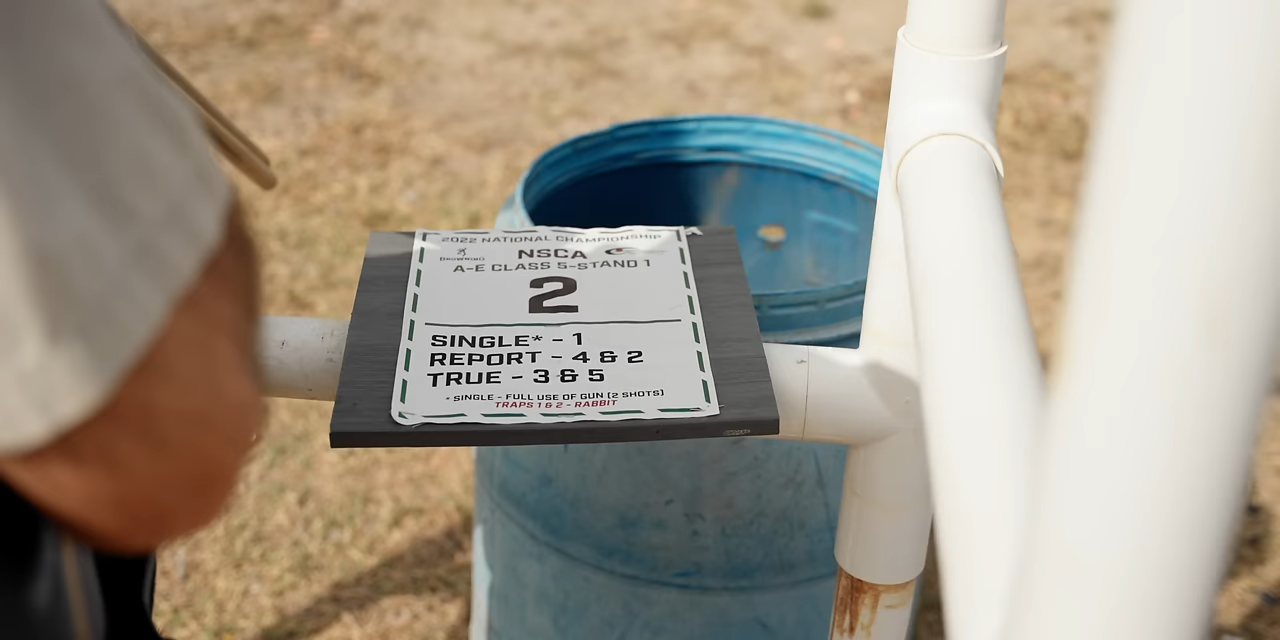 2022 NATIONAL CHAMPIONSHIP
BROWNING NSCA
A-E CLASS 5-STAND 1
2
SINGLE* - 1
REPORT - 4 & 2
TRUE - 3 & 5
* SINGLE - FULL USE OF GUN (2 SHOTS)
TRAPS 1 & 2 - RABBIT